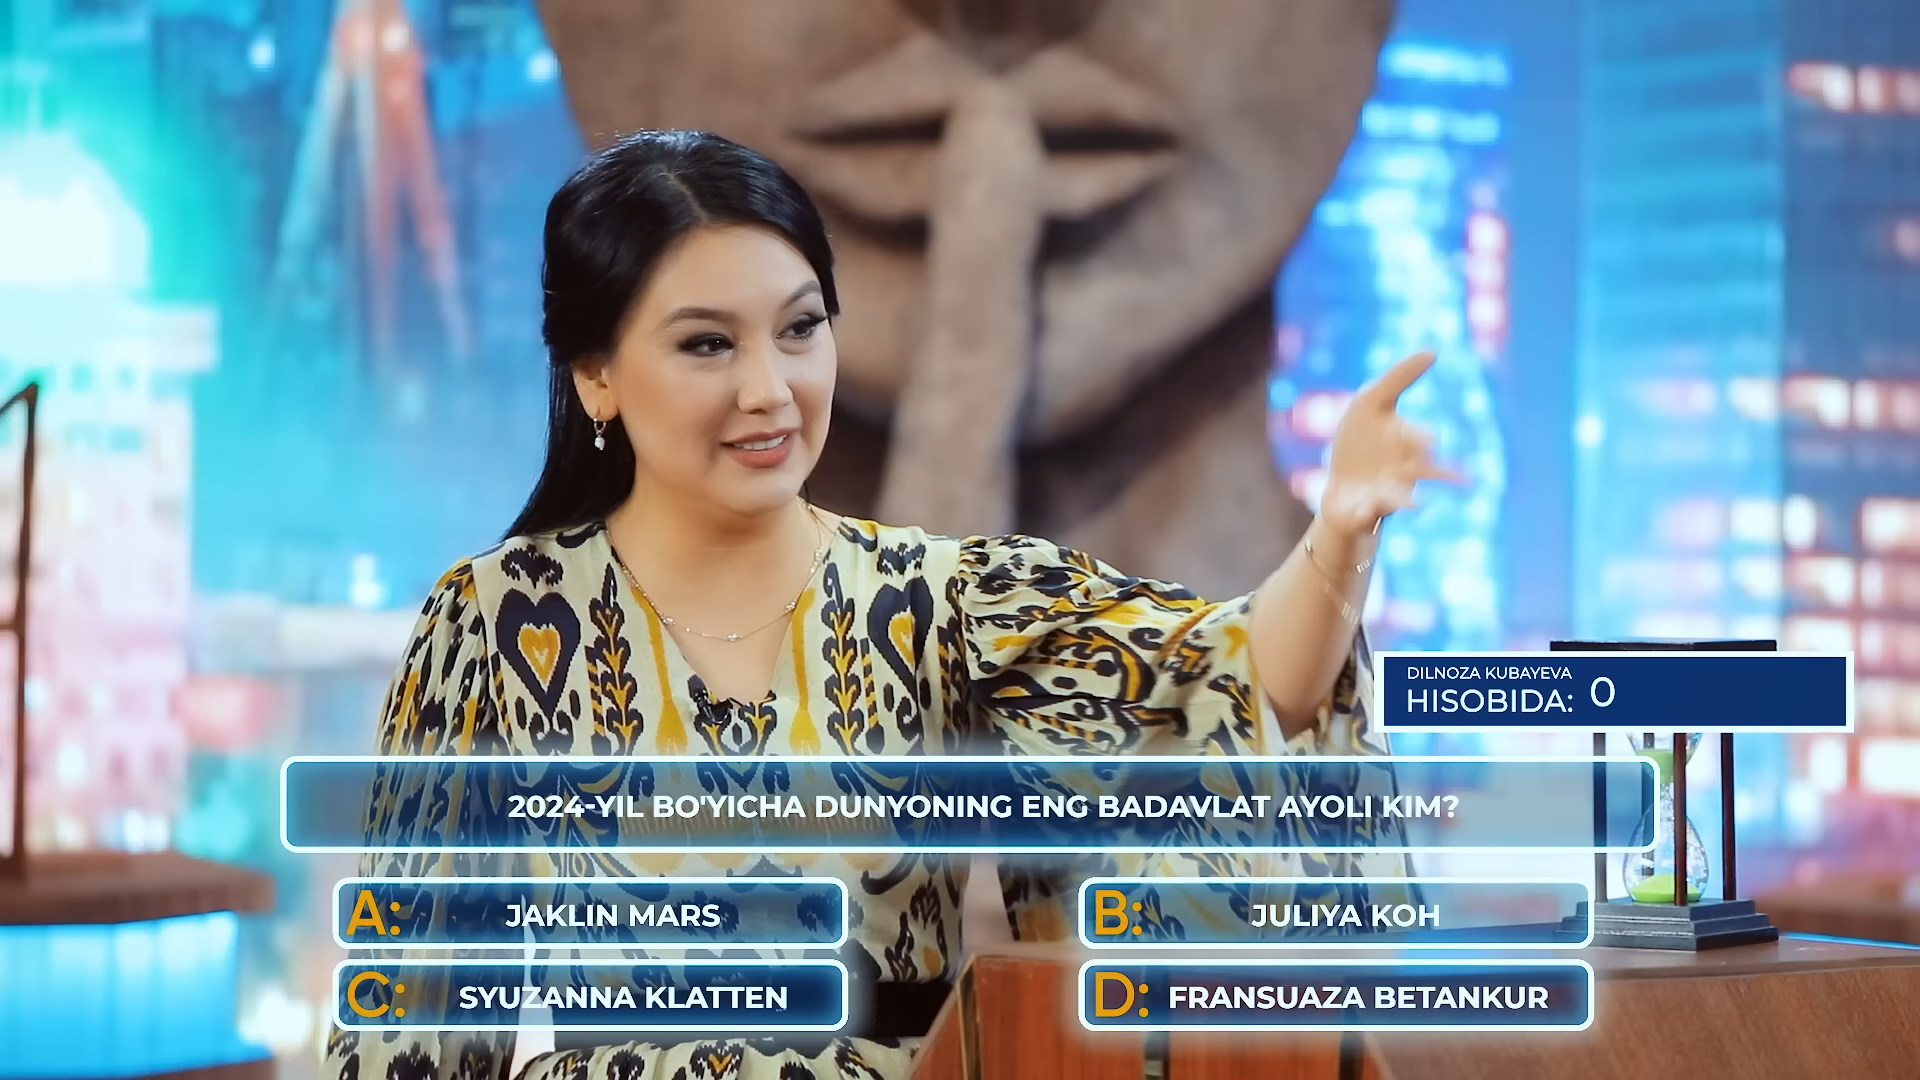 DILNOZA KUBAYEVA
HISOBIDA: 0
2024-YIL BO'YICHA DUNYONING ENG BADAVLAT AYOLI KIM?
A: JAKLIN MARS
B: JULIYA KOH
C: SYUZANNA KLATTEN
D: FRANSUAZA BETANKUR